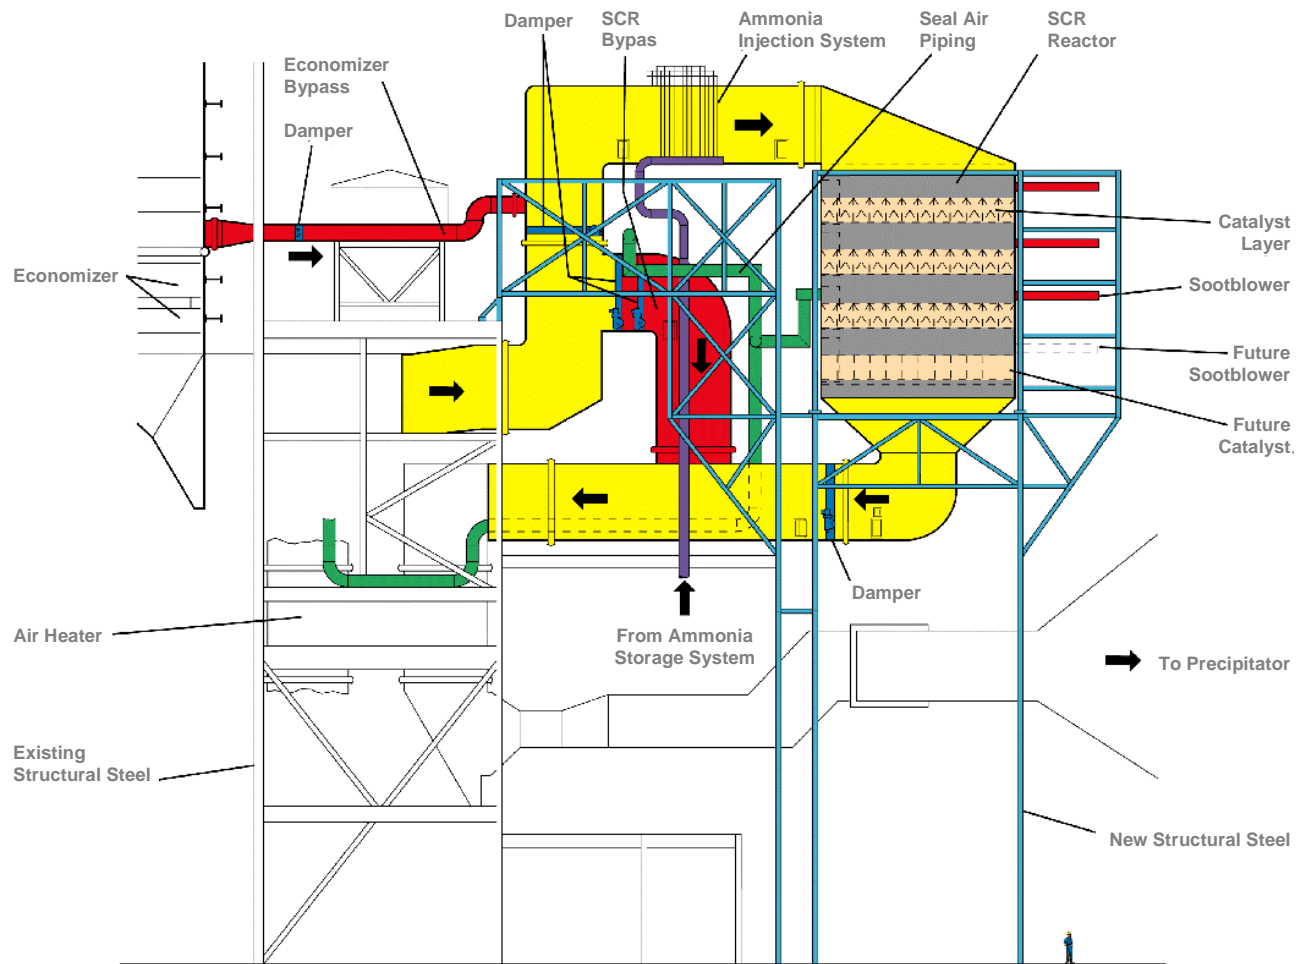 Damper
SCR
Bypas
Ammonia
Injection System
Seal Air
Piping
SCR
Reactor
Economizer
Bypass
Damper
Catalyst
Layer
Economizer
Sootblower
Future
Sootblower
Future
Catalyst.
Damper
Air Heater
From Ammonia
Storage System
To Precipitator
Existing
Structural Steel
New Structural Steel